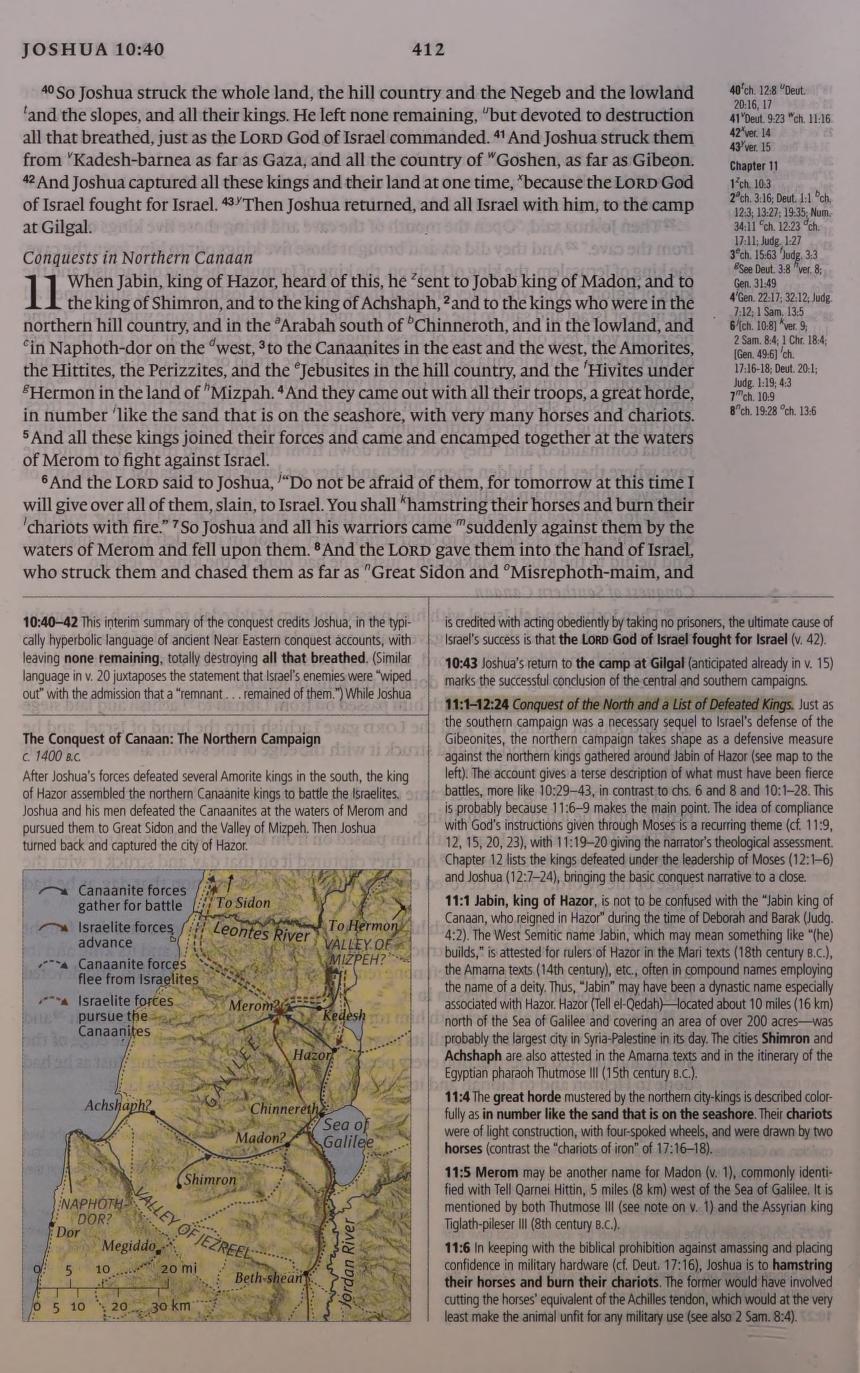 JOSHUA 10:40
412
40 So Joshua struck the whole land, the hill country and the Negeb and the lowland
t and the slopes, and all their kings. He left none remaining, u but devoted to destruction
all that breathed, just as the LORD God of Israel commanded. 41 And Joshua struck them
from v Kadesh-barnea as far as Gaza, and all the country of w Goshen, as far as Gibeon.
42 And Joshua captured all these kings and their land at one time, x because the LORD God
of Israel fought for Israel. 43 y Then Joshua returned, and all Israel with him, to the camp
at Gilgal.
Conquests in Northern Canaan
11 When Jabin, king of Hazor, heard of this, he z sent to Jobab king of Madon, and to
the king of Shimron, and to the king of Achshaph, 2 and to the kings who were in the
northern hill country, and in the a Arabah south of b Chinneroth, and in the lowland, and
c in Naphoth-dor on the d west, 3 to the Canaanites in the east and the west, the Amorites,
the Hittites, the Perizzites, and the e Jebusites in the hill country, and the f Hivites under
g Hermon in the land of h Mizpah. 4 And they came out with all their troops, a great horde,
in number i like the sand that is on the seashore, with very many horses and chariots.
5 And all these kings joined their forces and came and encamped together at the waters
of Merom to fight against Israel.
6 And the LORD said to Joshua, j “Do not be afraid of them, for tomorrow at this time I
will give over all of them, slain, to Israel. You shall k hamstring their horses and burn their
l chariots with fire.” 7 So Joshua and all his warriors came m suddenly against them by the
waters of Merom and fell upon them. 8 And the LORD gave them into the hand of Israel,
who struck them and chased them as far as n Great Sidon and o Misrephoth-maim, and
40 t ch. 12:8 u Deut.
20:16, 17
41 v Deut. 9:23 w ch. 11:16
42 x ver. 14
43 y ver. 15
Chapter 11
1 z ch. 10:3
2 a ch. 3:16; Deut. 1:1 b ch.
12:3; 13:27; 19:35; Num.
34:11 c ch. 12:23 d ch.
17:11; Judg. 1:27
3 e ch. 15:63 f Judg. 3:3
g See Deut. 3:8 h ver. 8;
Gen. 31:49
4 i Gen. 22:17; 32:12; Judg.
7:12; 1 Sam. 13:5
6 j [ch. 10:8] k ver. 9;
2 Sam. 8:4; 1 Chr. 18:4;
[Gen. 49:6] l ch.
17:16-18; Deut. 20:1;
Judg. 1:19; 4:3
7 m ch. 10:9
8 n ch. 19:28 o ch. 13:6
10:40–42 This interim summary of the conquest credits Joshua, in the typi-
cally hyperbolic language of ancient Near Eastern conquest accounts, with
leaving none remaining, totally destroying all that breathed. (Similar
language in v. 20 juxtaposes the statement that Israel's enemies were “wiped
out” with the admission that a “remnant . . . remained of them.”) While Joshua
The Conquest of Canaan: The Northern Campaign
c. 1400 B.C.
After Joshua's forces defeated several Amorite kings in the south, the king
of Hazor assembled the northern Canaanite kings to battle the Israelites.
Joshua and his men defeated the Canaanites at the waters of Merom and
pursued them to Great Sidon and the Valley of Mizpeh. Then Joshua
turned back and captured the city of Hazor.
Canaanite forces
gather for battle
Israelite forces
advance
Canaanite forces
flee from Israelites
Israelite forces
pursue the
Canaanites
To Sidon
Leontes River
To Hermon
VALLEY OF
MIZPEH?
Merom?
Kedesh
Hazor
GALILEE
Achshaph?
Chinnereth
Sea of
Galilee
Madon?
Shimron
NAPHOTH-
DOR?
Dor
VALLEY OF JEZREEL
Megiddo
Beth-shean
Jordan River
0 5 10 20 mi
0 5 10 20 30 km
is credited with acting obediently by taking no prisoners, the ultimate cause of
Israel's success is that the LORD God of Israel fought for Israel (v. 42).
10:43 Joshua's return to the camp at Gilgal (anticipated already in v. 15)
marks the successful conclusion of the central and southern campaigns.
11:1–12:24 Conquest of the North and a List of Defeated Kings. Just as
the southern campaign was a necessary sequel to Israel's defense of the
Gibeonites, the northern campaign takes shape as a defensive measure
against the northern kings gathered around Jabin of Hazor (see map to the
left). The account gives a terse description of what must have been fierce
battles, more like 10:29–43, in contrast to chs. 6 and 8 and 10:1–28. This
is probably because 11:6–9 makes the main point. The idea of compliance
with God's instructions given through Moses is a recurring theme (cf. 11:9,
12, 15, 20, 23), with 11:19–20 giving the narrator's theological assessment.
Chapter 12 lists the kings defeated under the leadership of Moses (12:1–6)
and Joshua (12:7–24), bringing the basic conquest narrative to a close.
11:1 Jabin, king of Hazor, is not to be confused with the “Jabin king of
Canaan, who reigned in Hazor” during the time of Deborah and Barak (Judg.
4:2). The West Semitic name Jabin, which may mean something like “(he)
builds,” is attested for rulers of Hazor in the Mari texts (18th century B.C.),
the Amarna texts (14th century), etc., often in compound names employing
the name of a deity. Thus, “Jabin” may have been a dynastic name especially
associated with Hazor. Hazor (Tell el-Qedah)—located about 10 miles (16 km)
north of the Sea of Galilee and covering an area of over 200 acres—was
probably the largest city in Syria-Palestine in its day. The cities Shimron and
Achshaph are also attested in the Amarna texts and in the itinerary of the
Egyptian pharaoh Thutmose III (15th century B.C.).
11:4 The great horde mustered by the northern city-kings is described color-
fully as in number like the sand that is on the seashore. Their chariots
were of light construction, with four-spoked wheels, and were drawn by two
horses (contrast the “chariots of iron” of 17:16–18).
11:5 Merom may be another name for Madon (v. 1), commonly identi-
fied with Tell Qarnei Hittin, 5 miles (8 km) west of the Sea of Galilee. It is
mentioned by both Thutmose III (see note on v. 1) and the Assyrian king
Tiglath-pileser III (8th century B.C.).
11:6 In keeping with the biblical prohibition against amassing and placing
confidence in military hardware (cf. Deut. 17:16), Joshua is to hamstring
their horses and burn their chariots. The former would have involved
cutting the horses' equivalent of the Achilles tendon, which would at the very
least make the animal unfit for any military use (see also 2 Sam. 8:4).